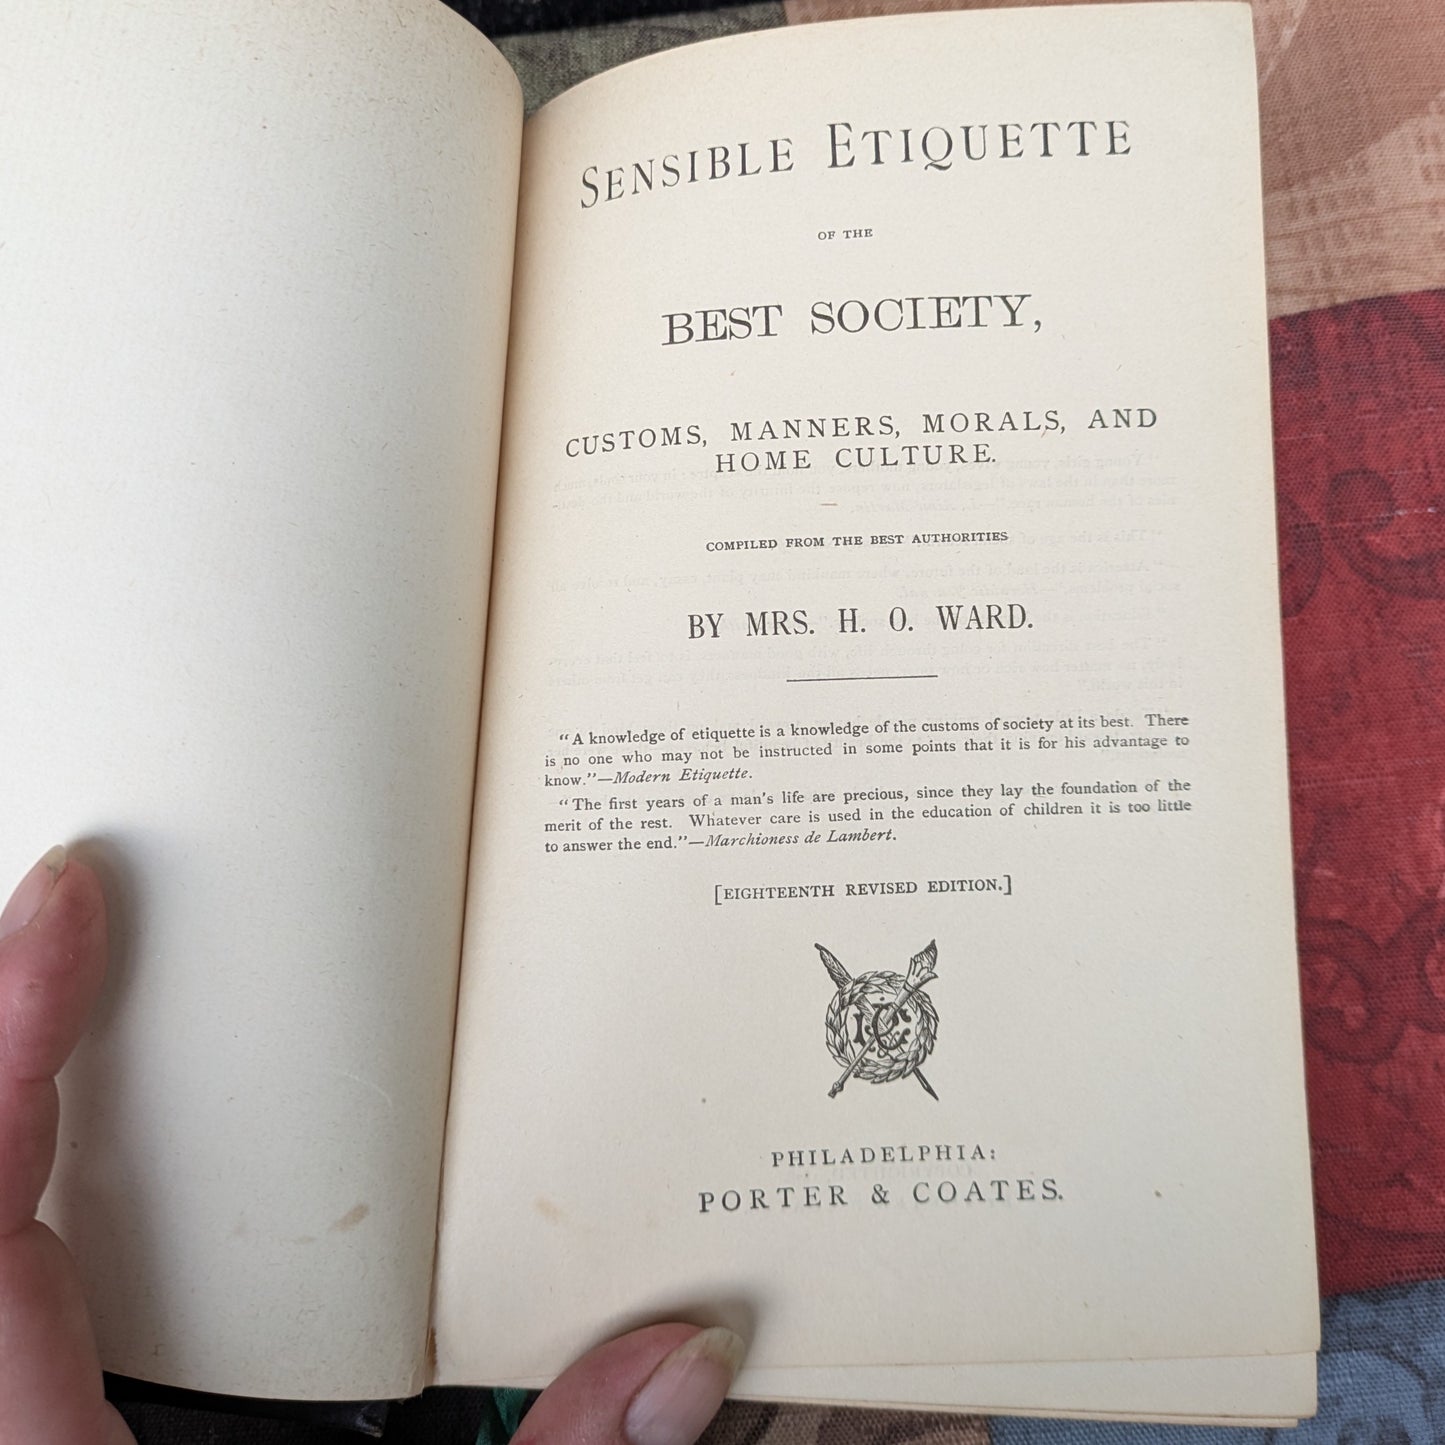 SENSIBLE ETIQUETTE
OF THE
BEST SOCIETY,
CUSTOMS, MANNERS, MORALS, AND
HOME CULTURE.
COMPILED FROM THE BEST AUTHORITIES
BY MRS. H. O. WARD.
"A knowledge of etiquette is a knowledge of the customs of society at its best. There
is no one who may not be instructed in some points that it is for his advantage to
know."—Modern Etiquette.
"The first years of a man's life are precious, since they lay the foundation of the
merit of the rest. Whatever care is used in the education of children it is too little
to answer the end."—Marchioness de Lambert.
[EIGHTEENTH REVISED EDITION.]
PHILADELPHIA:
PORTER & COATES.